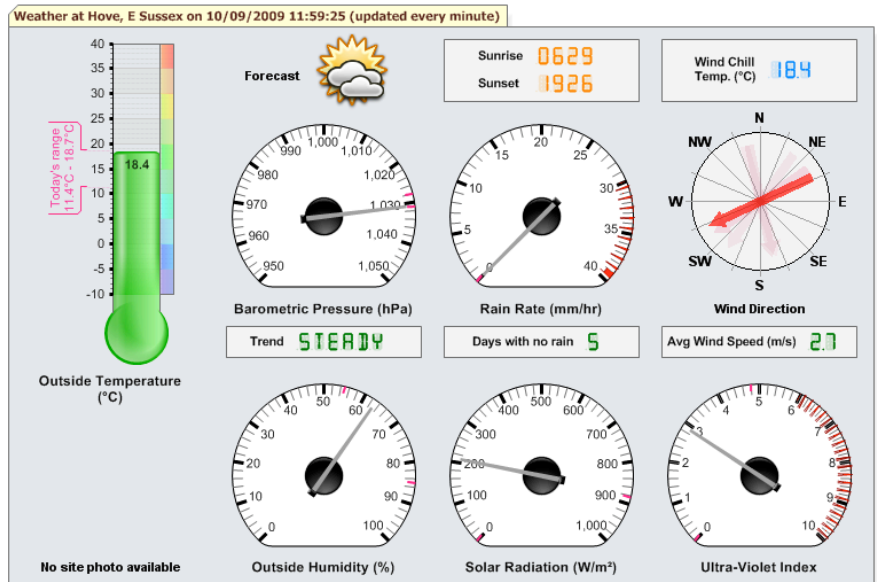 Weather at Hove, E Sussex on 10/09/2009 11:59:25 (updated every minute)
40
35
30
25
20
15
10
5
0
-5
-10
18.4
Today's range
11.4°C - 18.7°C
Outside Temperature
(°C)
Forecast
Sunrise 0629
Sunset 1926
Wind Chill
Temp. (°C) 18.4
950
960
970
980
990
1,000
1,010
1,020
1,030
1,040
1,050
Barometric Pressure (hPa)
0
5
10
15
20
25
30
35
40
Rain Rate (mm/hr)
N
NE
E
SE
S
SW
W
NW
Wind Direction
Trend STEADY
Days with no rain 5
Avg Wind Speed (m/s) 2.7
0
10
20
30
40
50
60
70
80
90
100
Outside Humidity (%)
0
100
200
300
400
500
600
700
800
900
1,000
Solar Radiation (W/m²)
0
1
2
3
4
5
6
7
8
9
10
Ultra-Violet Index
No site photo available